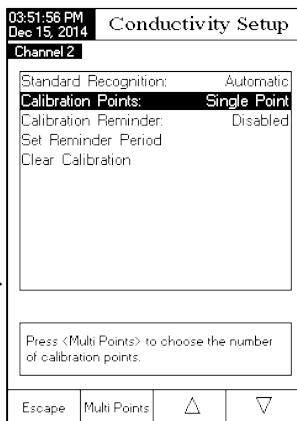 03:51:56 PM
Dec 15, 2014
Conductivity Setup
Channel 2
Standard Recognition: Automatic
Calibration Points: Single Point
Calibration Reminder: Disabled
Set Reminder Period
Clear Calibration
Press <Multi Points> to choose the number
of calibration points.
Escape Multi Points △ ▽